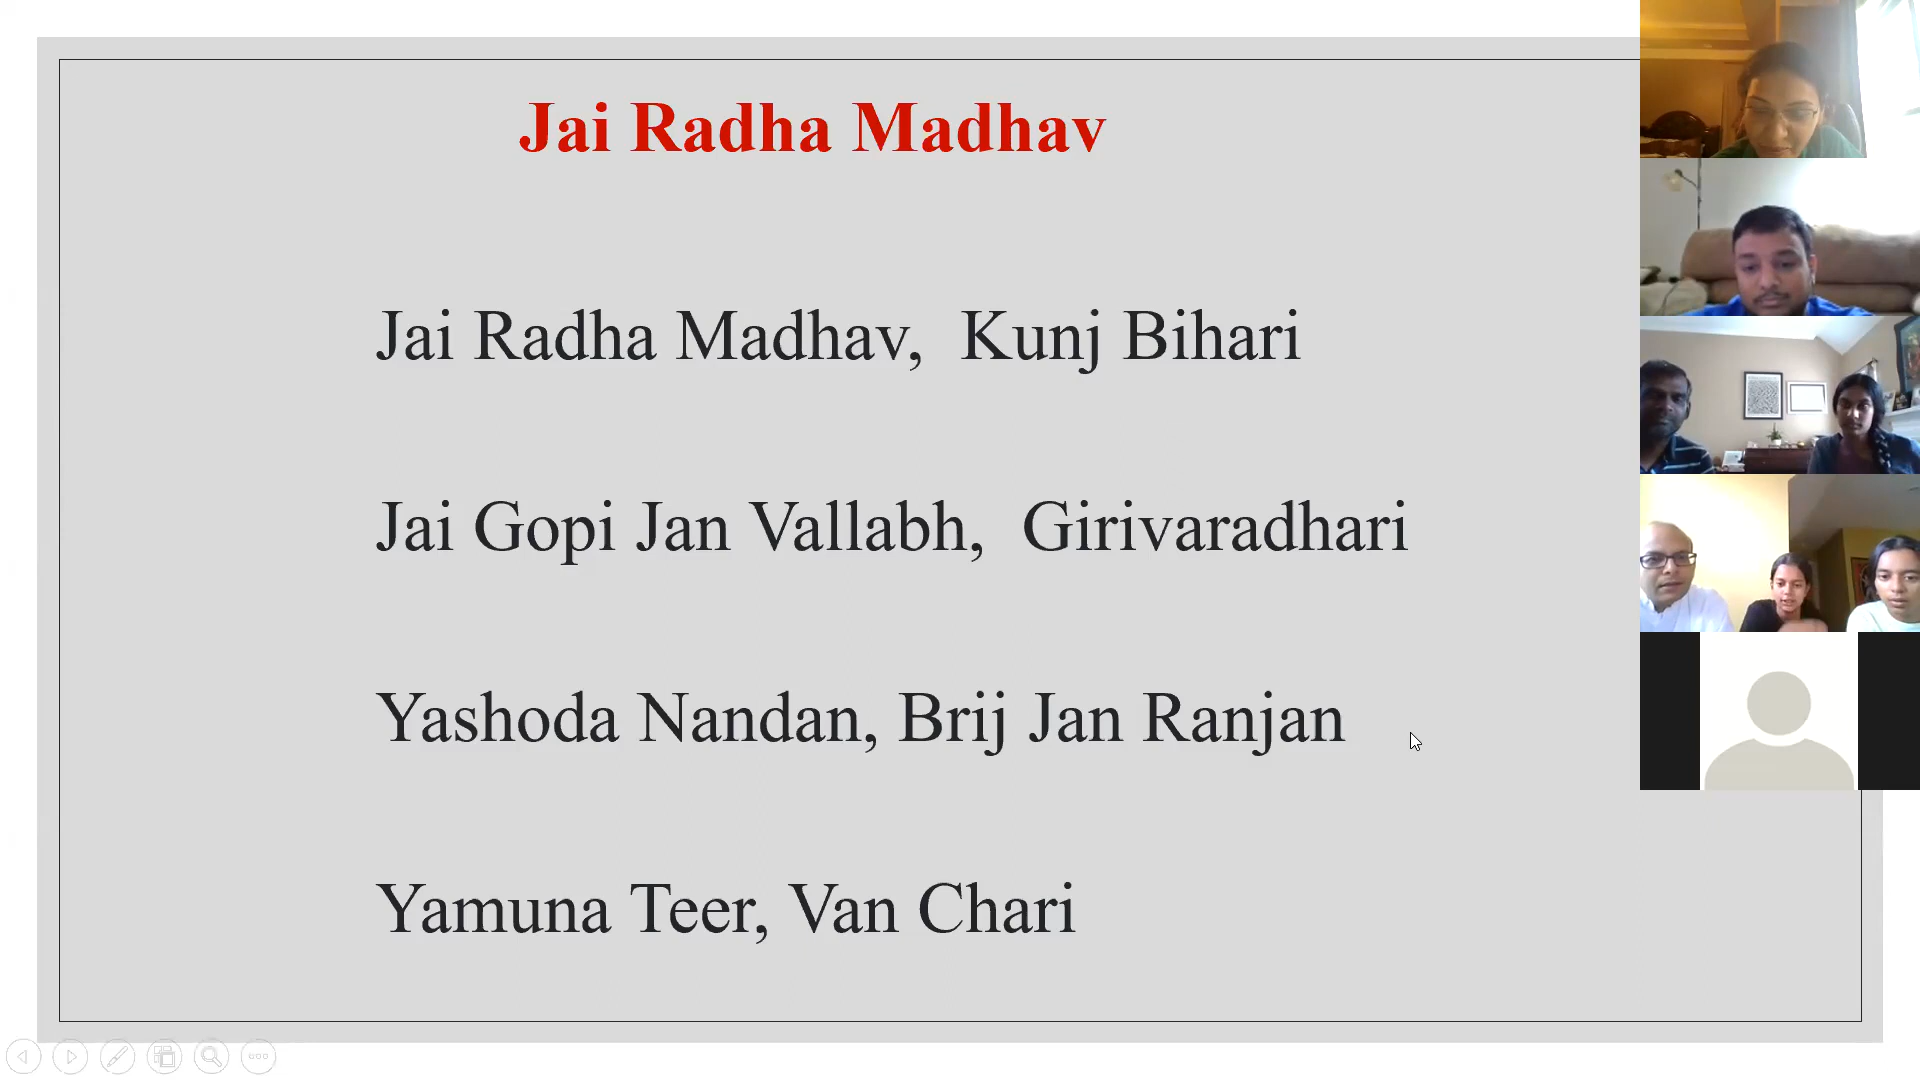 Jai Radha Madhav
Jai Radha Madhav, Kunj Bihari
Jai Gopi Jan Vallabh, Girivaradhari
Yashoda Nandan, Brij Jan Ranjan
Yamuna Teer, Van Chari